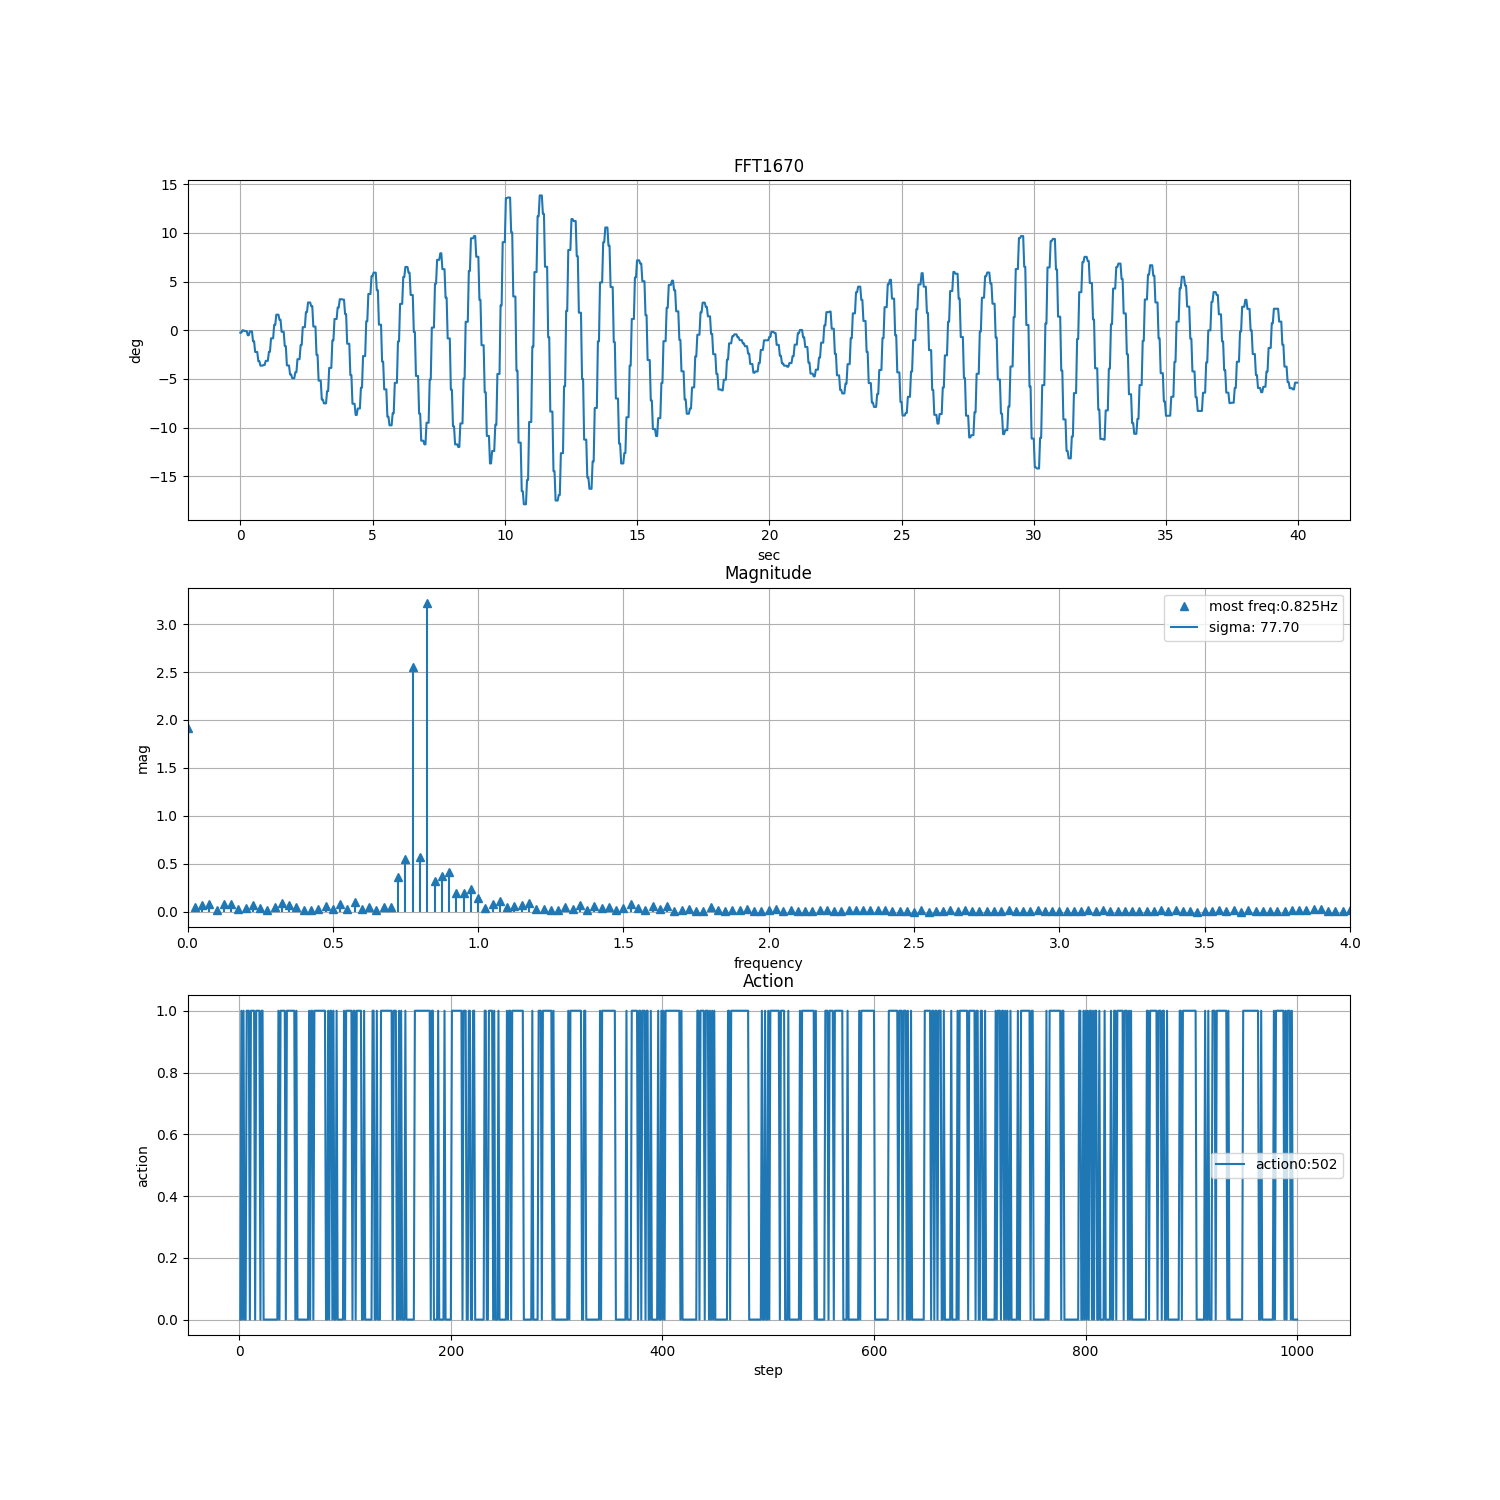 FFT1670
15
10
5
0
−5
−10
−15
deg
0 5 10 15 20 25 30 35 40
sec
Magnitude
most freq:0.825Hz
sigma: 77.70
3.0
2.5
2.0
1.5
1.0
0.5
0.0
mag
0.0 0.5 1.0 1.5 2.0 2.5 3.0 3.5 4.0
frequency
Action
1.0
0.8
0.6
0.4
0.2
0.0
action
action0:502
0 200 400 600 800 1000
step